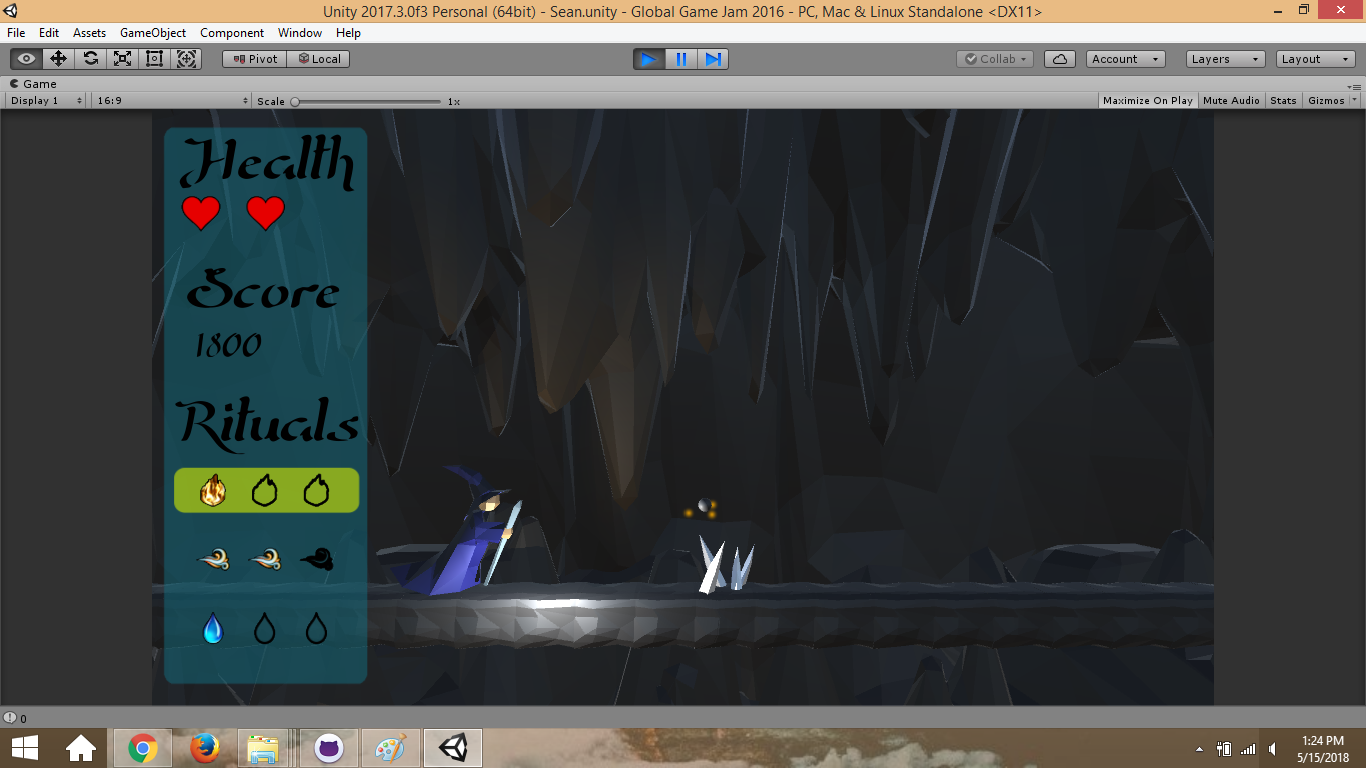 Unity 2017.3.0f3 Personal (64bit) - Sean.unity - Global Game Jam 2016 - PC, Mac & Linux Standalone <DX11>
File Edit Assets GameObject Component Window Help
Pivot Local Collab Account Layers Layout
Game
Display 1 16:9 Scale 1x Maximize On Play Mute Audio Stats Gizmos
Health
Score
1800
Rituals
0
1:24 PM
5/15/2018